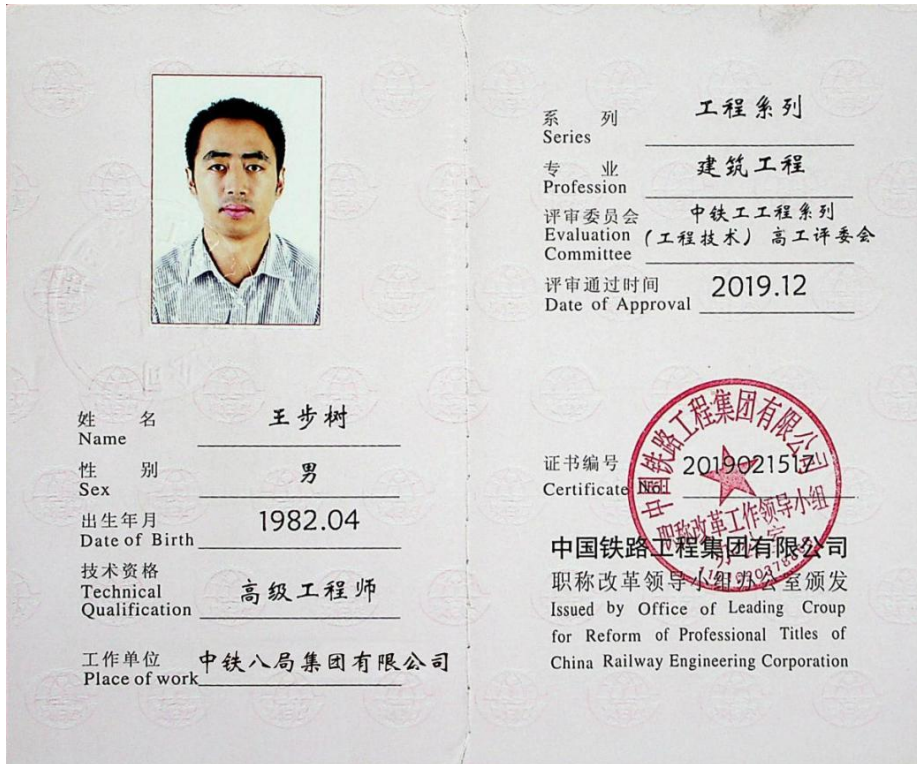 姓 名 王步树
Name
性 别 男
Sex
出生年月 1982.04
Date of Birth
技术资格
Technical 高级工程师
Qualification
工作单位 中铁八局集团有限公司
Place of work
系 列 工程系列
Series
专 业 建筑工程
Profession
评审委员会 中铁工工程系列
Evaluation (工程技术) 高工评委会
Committee
评审通过时间 2019.12
Date of Approval
证书编号
Certificate No.
中国铁路工程集团有限公司
职称改革工作领导小组
办公室
中国铁路工程集团有限公司
职称改革领导小组办公室颁发
Issued by Office of Leading Croup
for Reform of Professional Titles of
China Railway Engineering Corporation